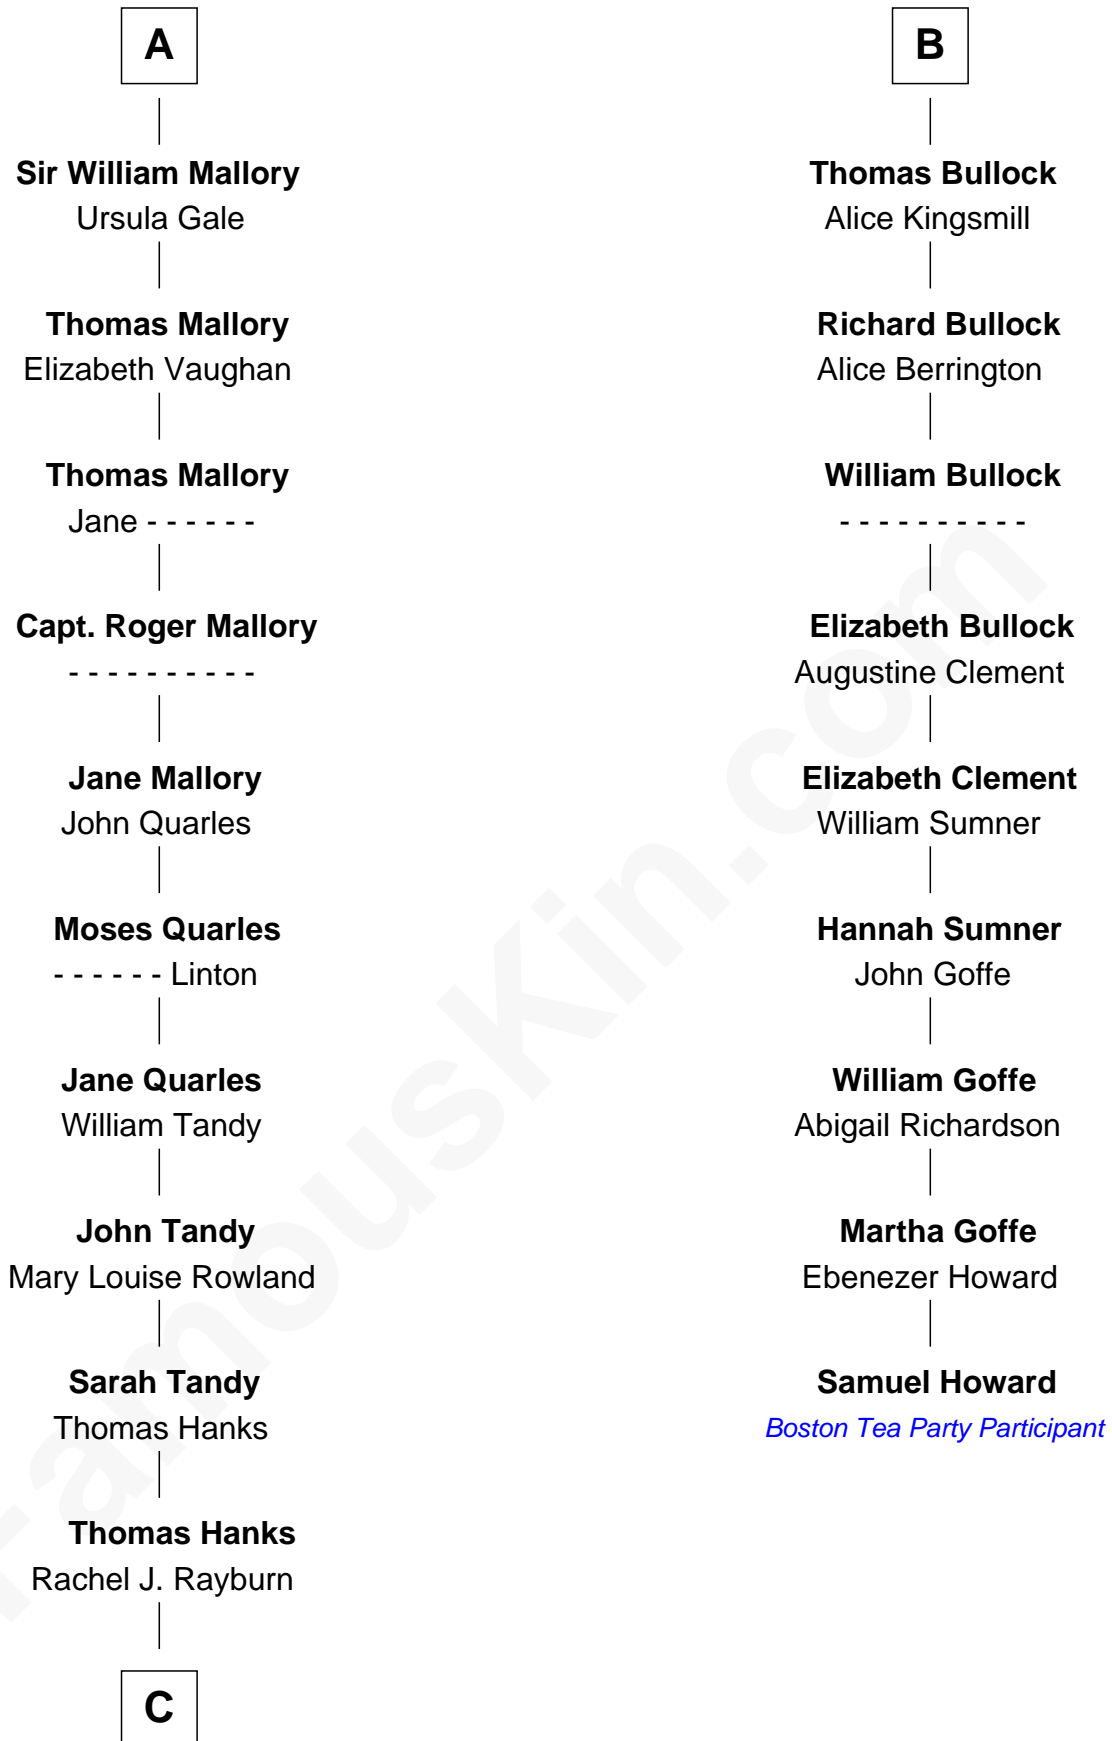 A
Sir William Mallory
Ursula Gale
Thomas Mallory
Elizabeth Vaughan
Thomas Mallory
Jane - - - - - -
Capt. Roger Mallory
- - - - - - - - - -
Jane Mallory
John Quarles
Moses Quarles
- - - - - - Linton
Jane Quarles
William Tandy
John Tandy
Mary Louise Rowland
Sarah Tandy
Thomas Hanks
Thomas Hanks
Rachel J. Rayburn
C
B
Thomas Bullock
Alice Kingsmill
Richard Bullock
Alice Berrington
William Bullock
- - - - - - - - - -
Elizabeth Bullock
Augustine Clement
Elizabeth Clement
William Sumner
Hannah Sumner
John Goffe
William Goffe
Abigail Richardson
Martha Goffe
Ebenezer Howard
Samuel Howard
Boston Tea Party Participant
FamousKin.com